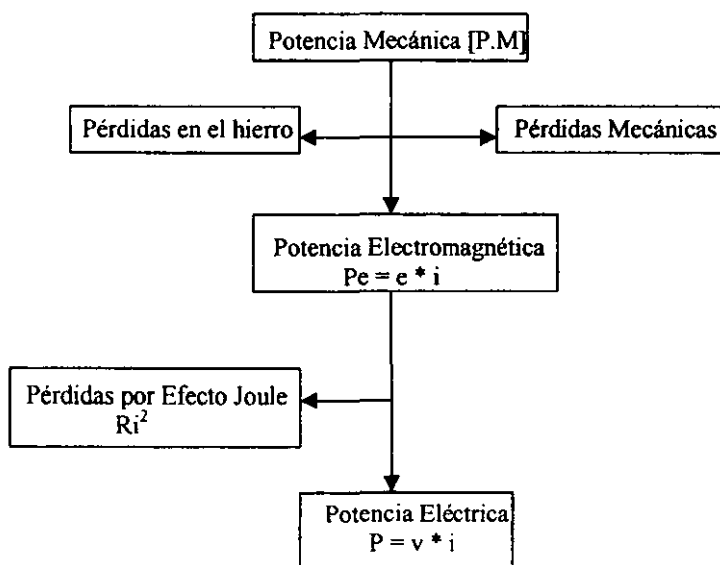 Potencia Mecánica [P.M]
Pérdidas en el hierro
Pérdidas Mecánicas
Potencia Electromagnética
Pe = e * i
Pérdidas por Efecto Joule
Ri²
Potencia Eléctrica
P = v * i